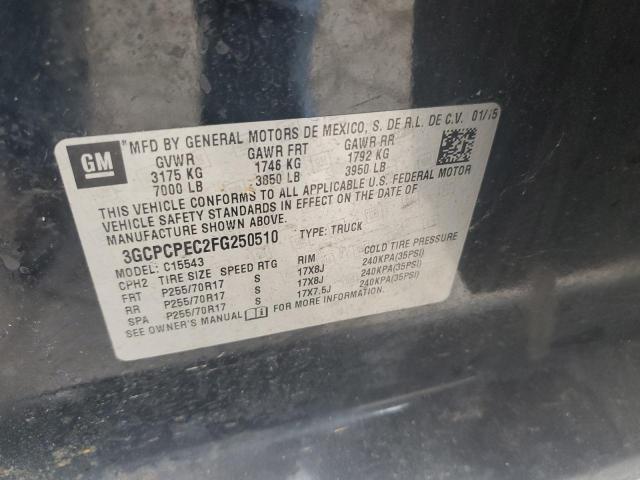 GM
*MFD BY GENERAL MOTORS DE MEXICO, S. DE R.L. DE C.V. 01/15
GVWR GAWR FRT GAWR RR
3175 KG 1746 KG 1792 KG
7000 LB 3850 LB 3950 LB
THIS VEHICLE CONFORMS TO ALL APPLICABLE U.S. FEDERAL MOTOR
VEHICLE SAFETY STANDARDS IN EFFECT ON THE DATE OF
MANUFACTURE SHOWN ABOVE.
3GCPCPEC2FG250510 TYPE: TRUCK
MODEL: C15543
CPH2 TIRE SIZE SPEED RTG RIM COLD TIRE PRESSURE
FRT P255/70R17 S 17X8J 240KPA(35PSI)
RR P255/70R17 S 17X8J 240KPA(35PSI)
SPA P255/70R17 S 17X7.5J 240KPA(35PSI)
SEE OWNER'S MANUAL FOR MORE INFORMATION.